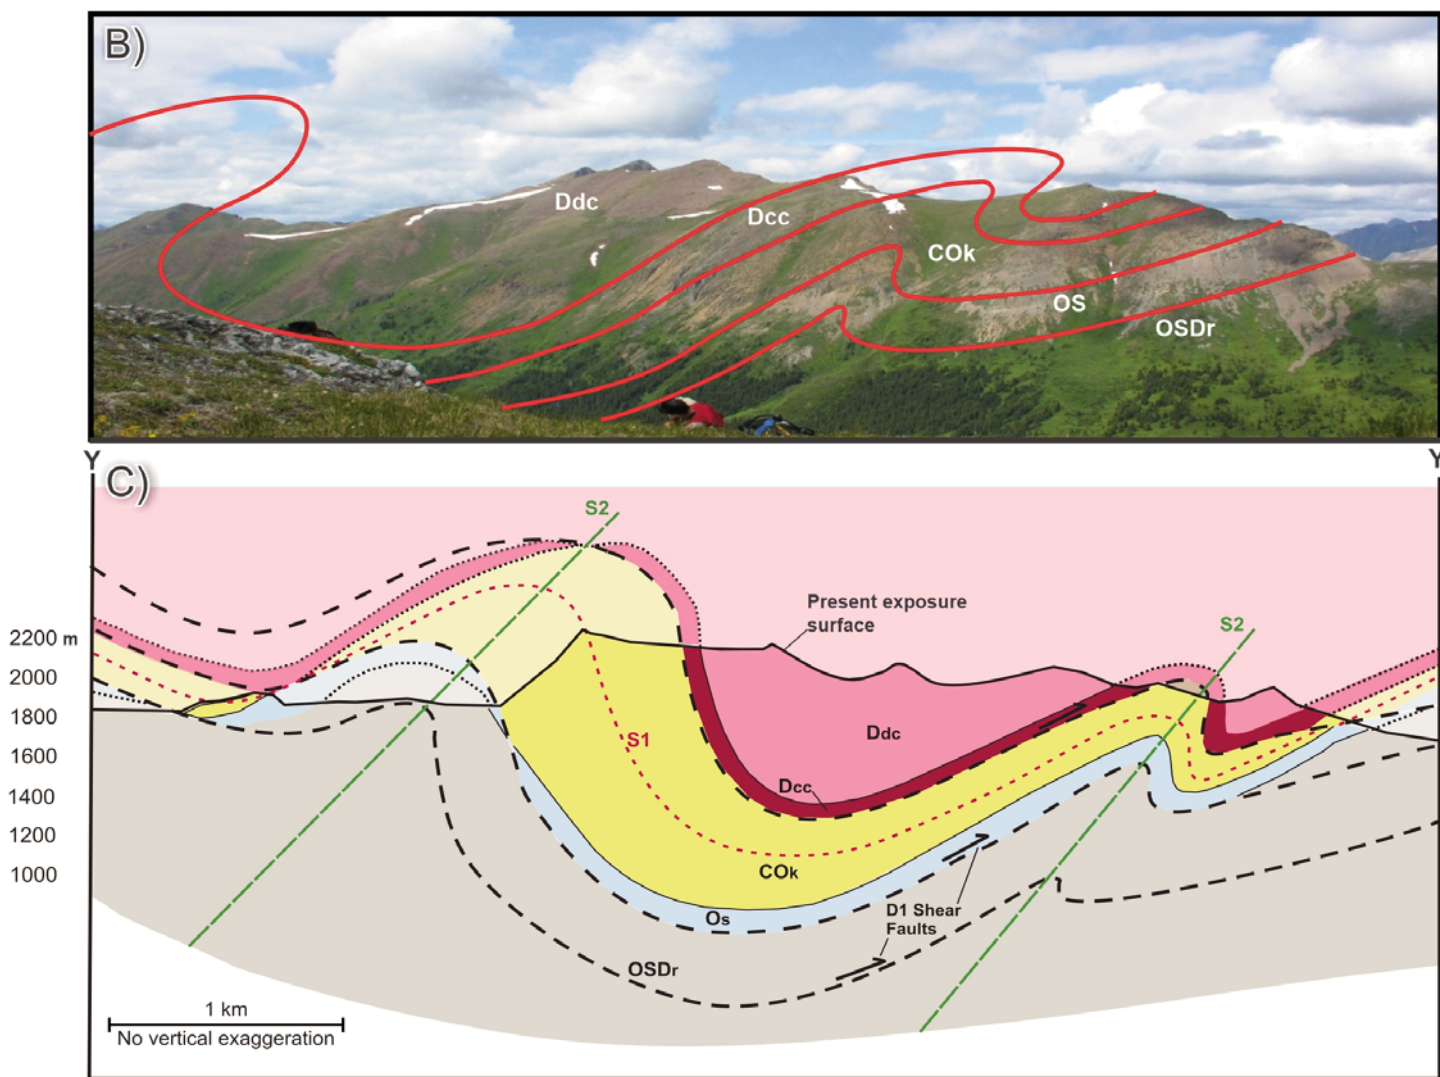 B)
Ddc
Dcc
COk
OS
OSDr
Y
Y
C)
S2
Present exposure
surface
S2
2200 m
2000
1800
1600
1400
1200
1000
S1
Ddc
Dcc
COk
Os
D1 Shear
Faults
OSDr
1 km
No vertical exaggeration